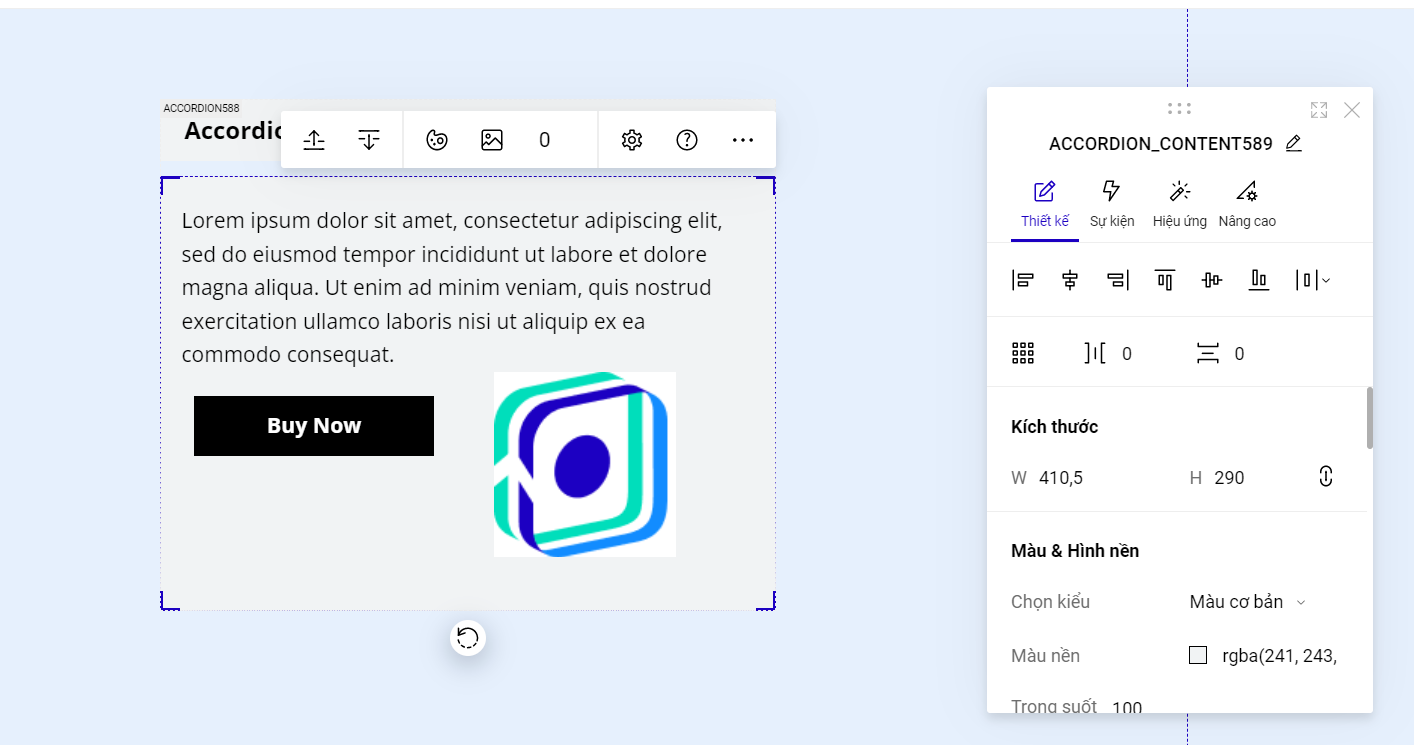 ACCORDION588
Accordic
0
Lorem ipsum dolor sit amet, consectetur adipiscing elit,
sed do eiusmod tempor incididunt ut labore et dolore
magna aliqua. Ut enim ad minim veniam, quis nostrud
exercitation ullamco laboris nisi ut aliquip ex ea
commodo consequat.
Buy Now
ACCORDION_CONTENT589
Thiết kế Sự kiện Hiệu ứng Nâng cao
0 0
Kích thước
W 410,5 H 290
Màu & Hình nền
Chọn kiểu Màu cơ bản
Màu nền rgba(241, 243,
Trong suốt 100